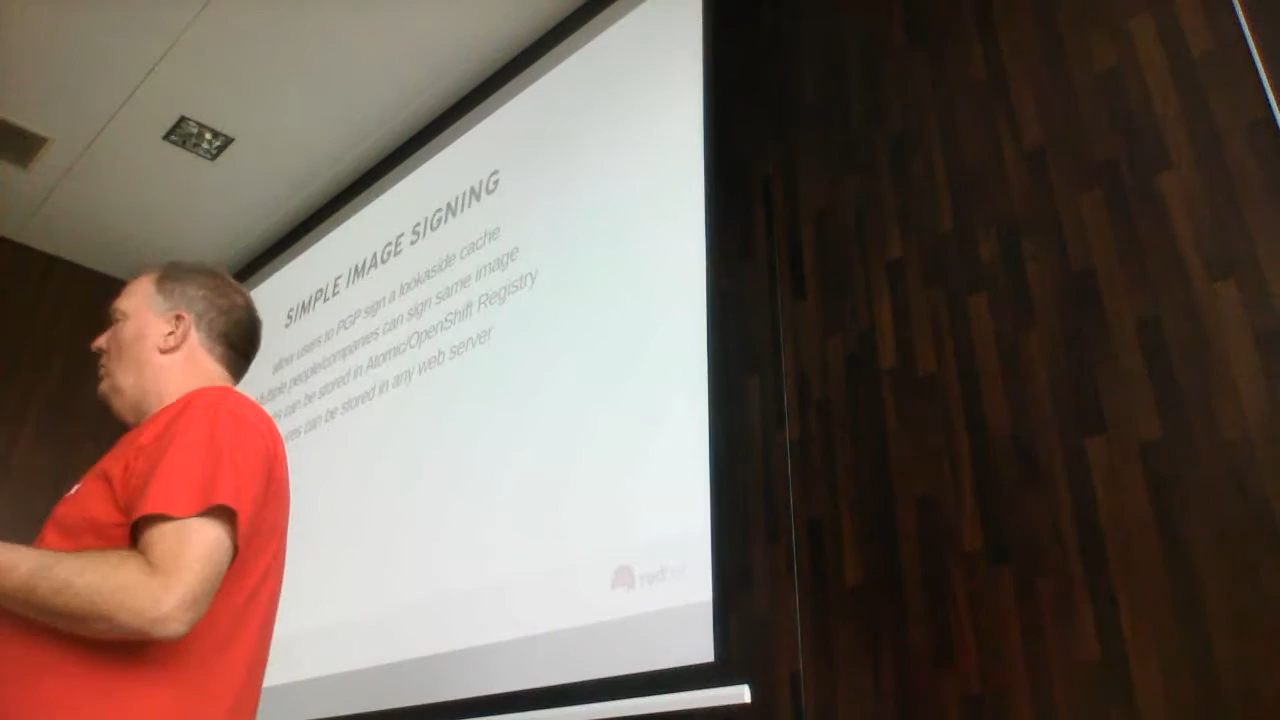 SIMPLE IMAGE SIGNING
allow users to PGP sign a lookaside cache
people/companies can sign same image
can be stored in Atomic/OpenShift Registry
can be stored in any web server
red